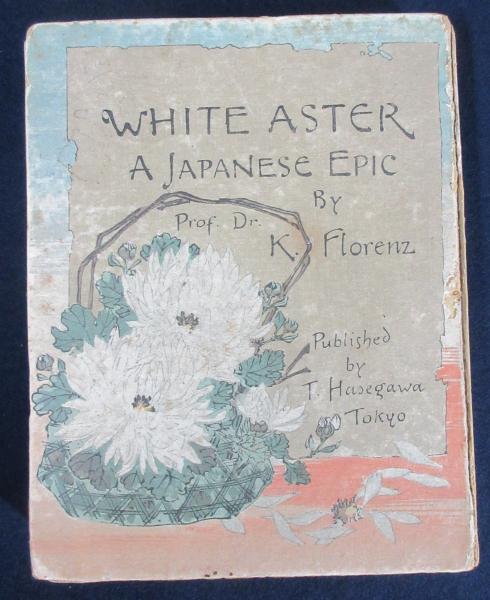 WHITE ASTER
A JAPANESE EPIC
By
Prof. Dr.
K. Florenz
Published
by
T. Hasegawa
Tokyo